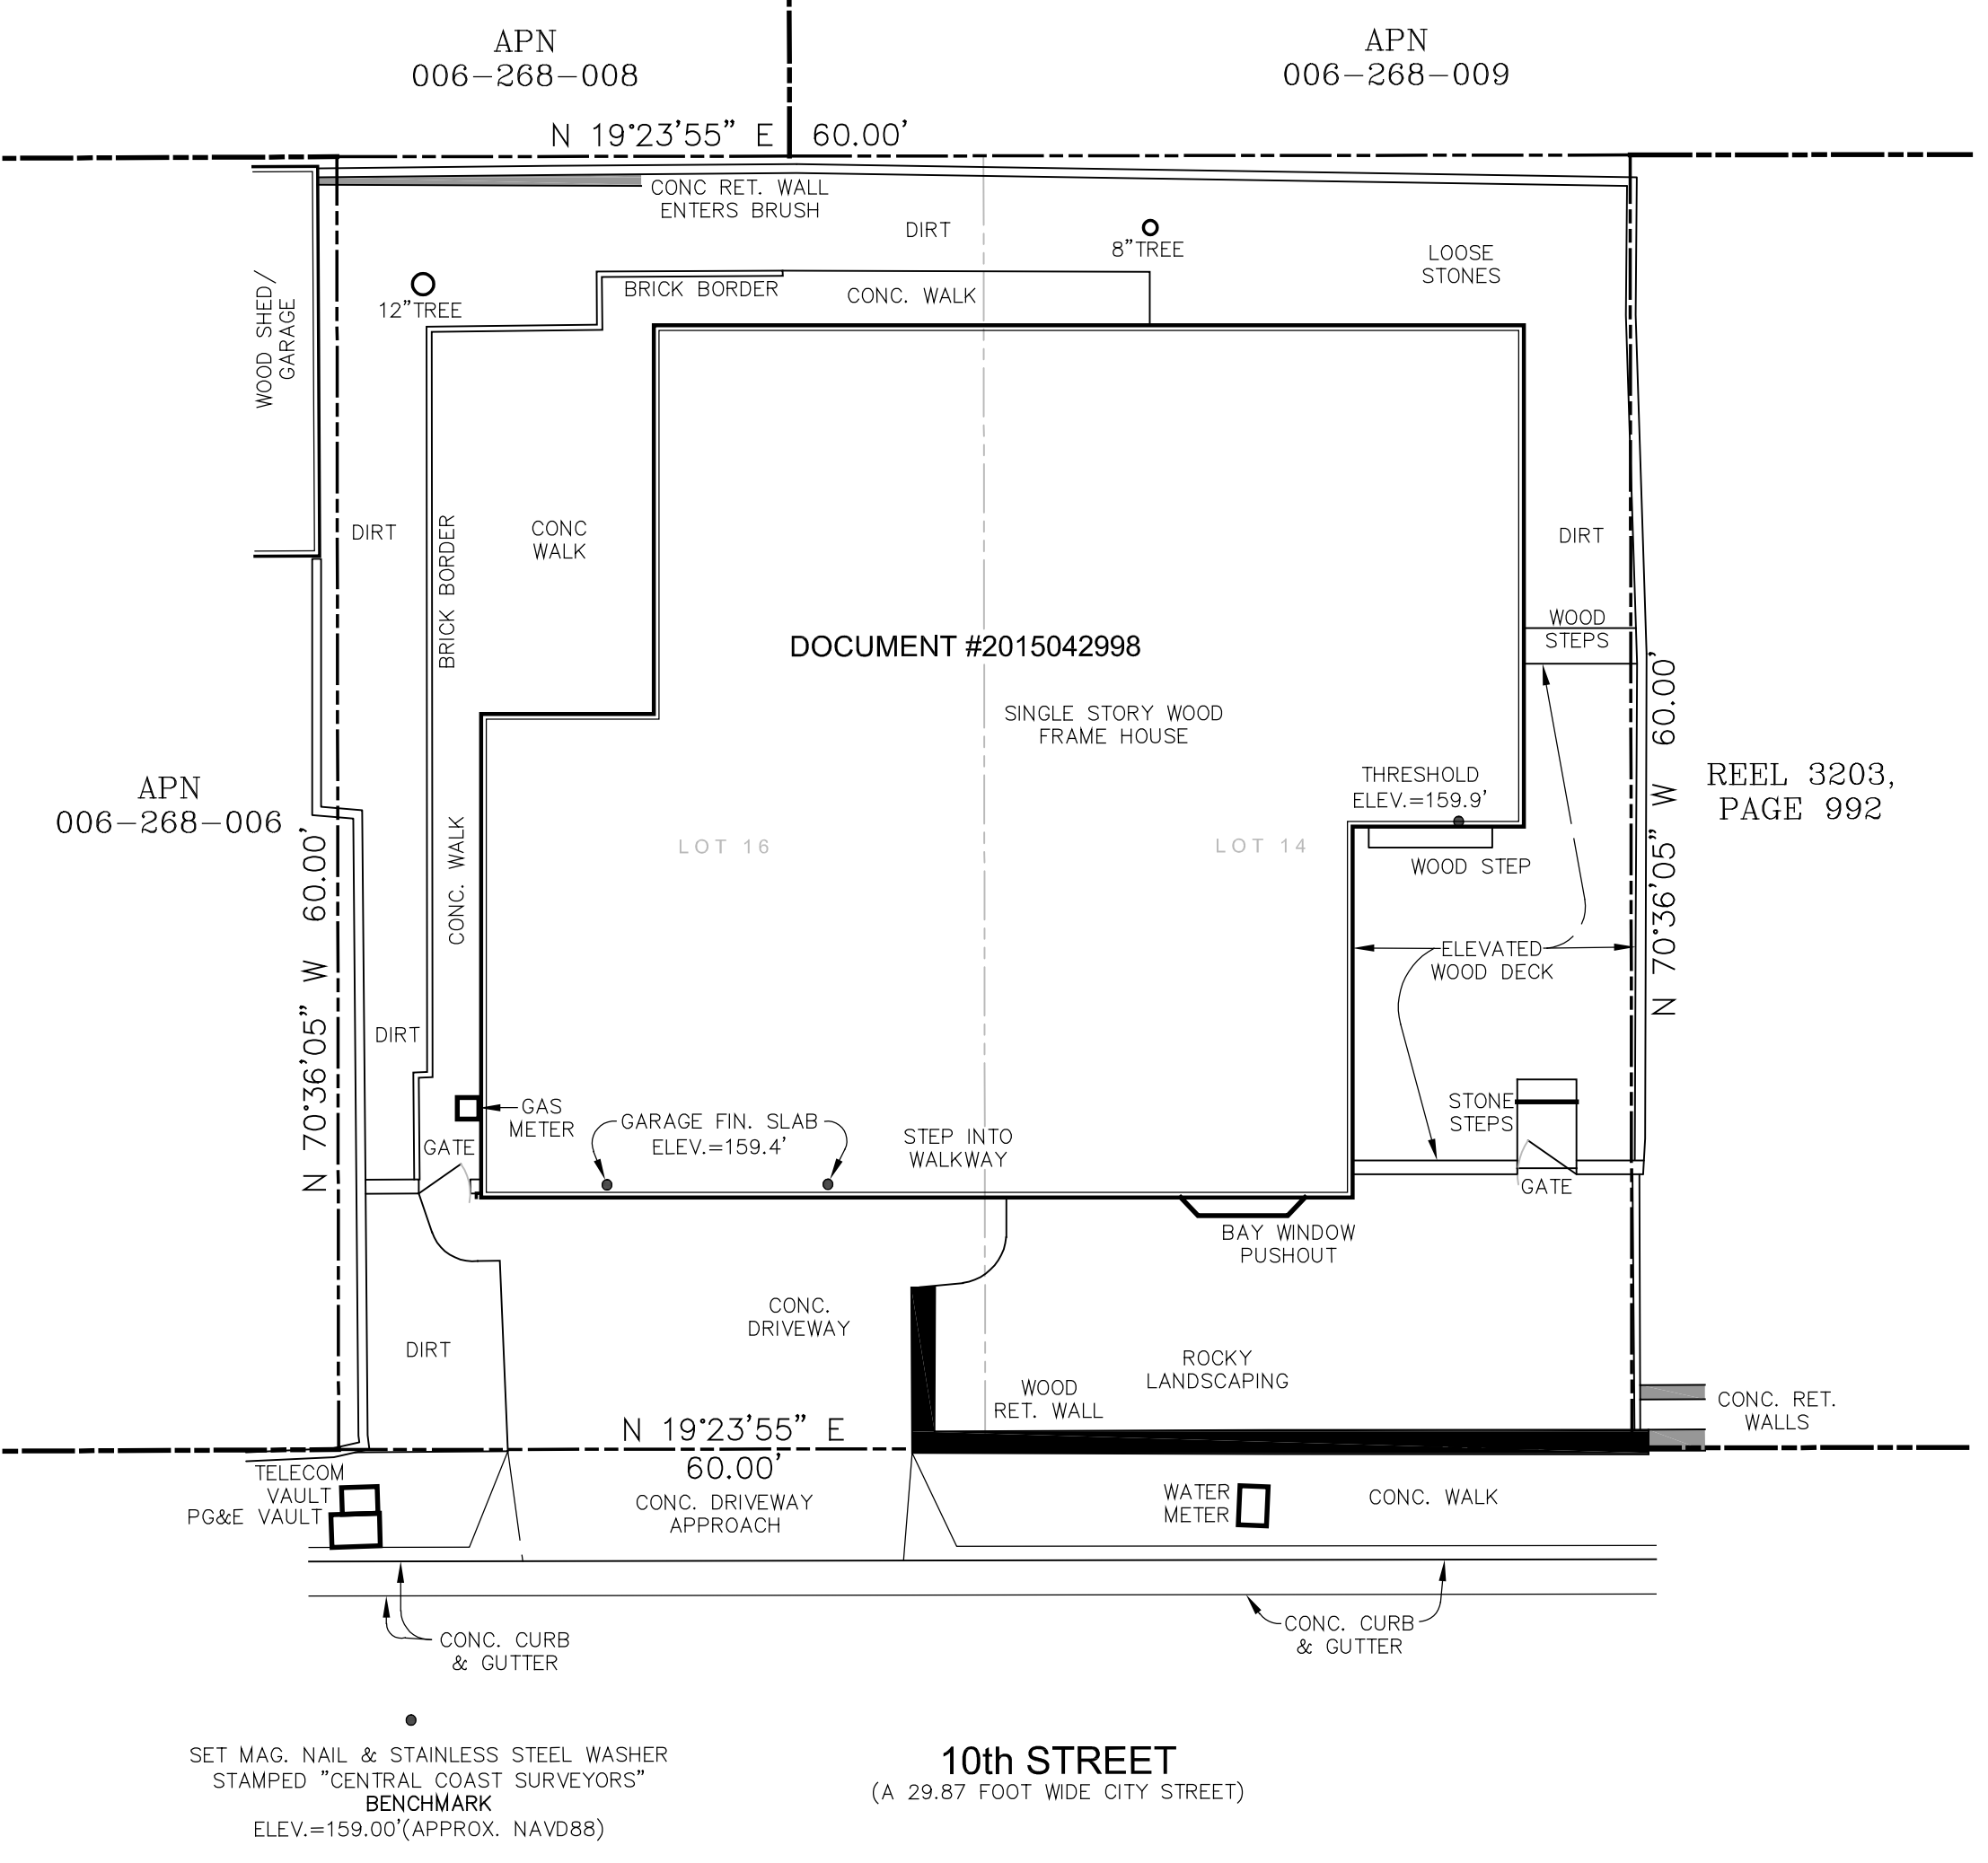 APN
006-268-008
APN
006-268-009
N 19°23'55" E 60.00'
CONC RET. WALL
ENTERS BRUSH
DIRT
8"TREE
LOOSE
STONES
WOOD SHED/
GARAGE
12"TREE
BRICK BORDER
CONC. WALK
DIRT
BRICK BORDER
CONC
WALK
DIRT
WOOD
STEPS
DOCUMENT #2015042998
SINGLE STORY WOOD
FRAME HOUSE
THRESHOLD
ELEV.=159.9'
APN
006-268-006
N 70°36'05" W 60.00'
CONC. WALK
LOT 16
LOT 14
WOOD STEP
N 70°36'05" W 60.00'
REEL 3203,
PAGE 992
ELEVATED
WOOD DECK
DIRT
GAS
METER
GATE
GARAGE FIN. SLAB
ELEV.=159.4'
STEP INTO
WALKWAY
STONE
STEPS
GATE
BAY WINDOW
PUSHOUT
CONC.
DRIVEWAY
DIRT
ROCKY
LANDSCAPING
WOOD
RET. WALL
CONC. RET.
WALLS
N 19°23'55" E
60.00'
TELECOM
VAULT
PG&E VAULT
CONC. DRIVEWAY
APPROACH
WATER
METER
CONC. WALK
CONC. CURB
& GUTTER
CONC. CURB
& GUTTER
SET MAG. NAIL & STAINLESS STEEL WASHER
STAMPED "CENTRAL COAST SURVEYORS"
BENCHMARK
ELEV.=159.00'(APPROX. NAVD88)
10th STREET
(A 29.87 FOOT WIDE CITY STREET)